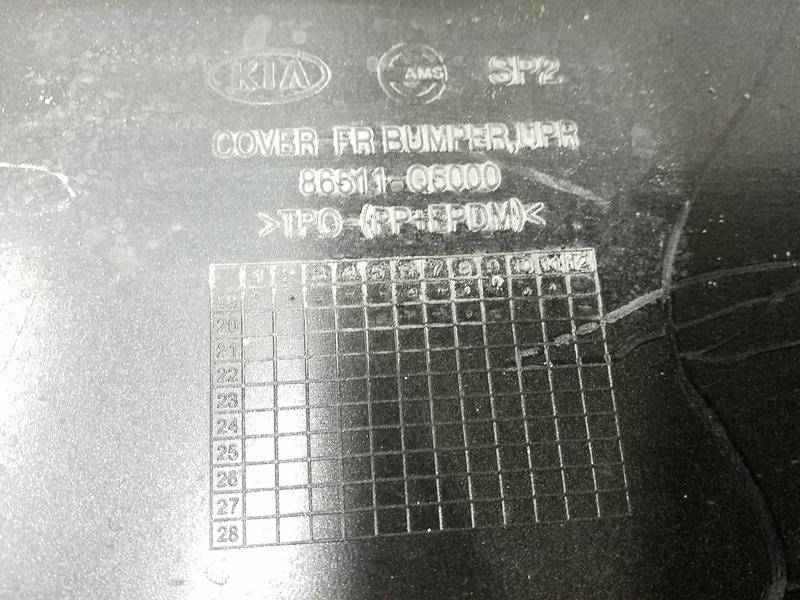 KIA AMS SP2
COVER FR BUMPER,UPR
86511-Q5000
>TPO-(PP+EPDM)<
1 2 3 4 5 6 7 8 9 10 11 12
19
20
21
22
23
24
25
26
27
28